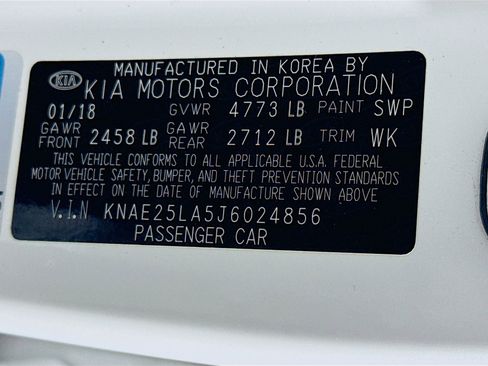 MANUFACTURED IN KOREA BY
KIA KIA MOTORS CORPORATION
01/18 GVWR 4773 LB PAINT SWP
GAWR FRONT 2458 LB GAWR REAR 2712 LB TRIM WK
THIS VEHICLE CONFORMS TO ALL APPLICABLE U.S.A. FEDERAL
MOTOR VEHICLE SAFETY, BUMPER, AND THEFT PREVENTION STANDARDS
IN EFFECT ON THE DATE OF MANUFACTURE SHOWN ABOVE
V.I.N KNAE25LA5J6024856
PASSENGER CAR